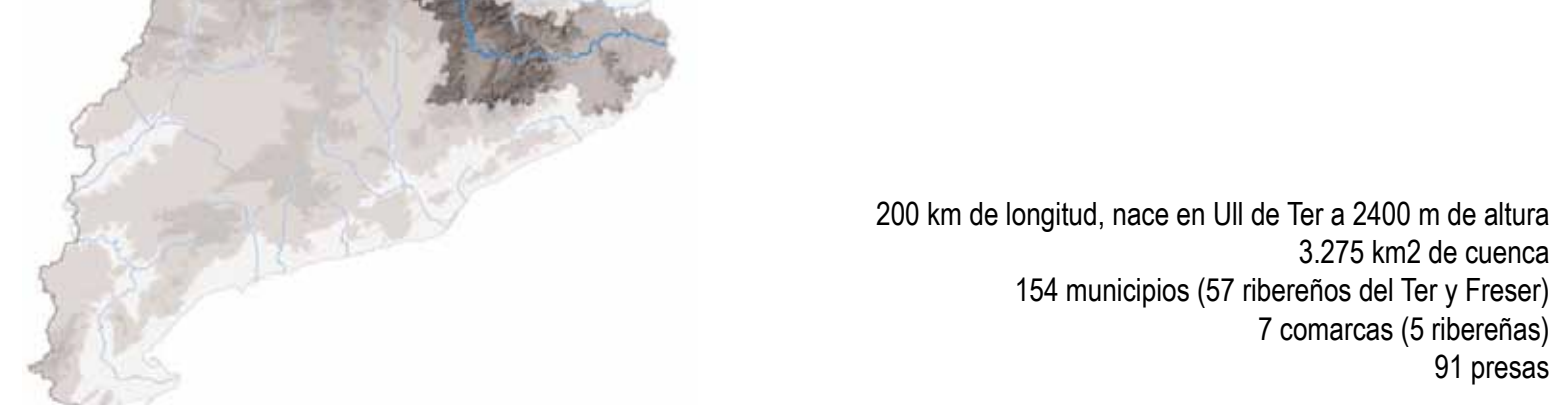 200 km de longitud, nace en Ull de Ter a 2400 m de altura
3.275 km2 de cuenca
154 municipios (57 ribereños del Ter y Freser)
7 comarcas (5 ribereñas)
91 presas